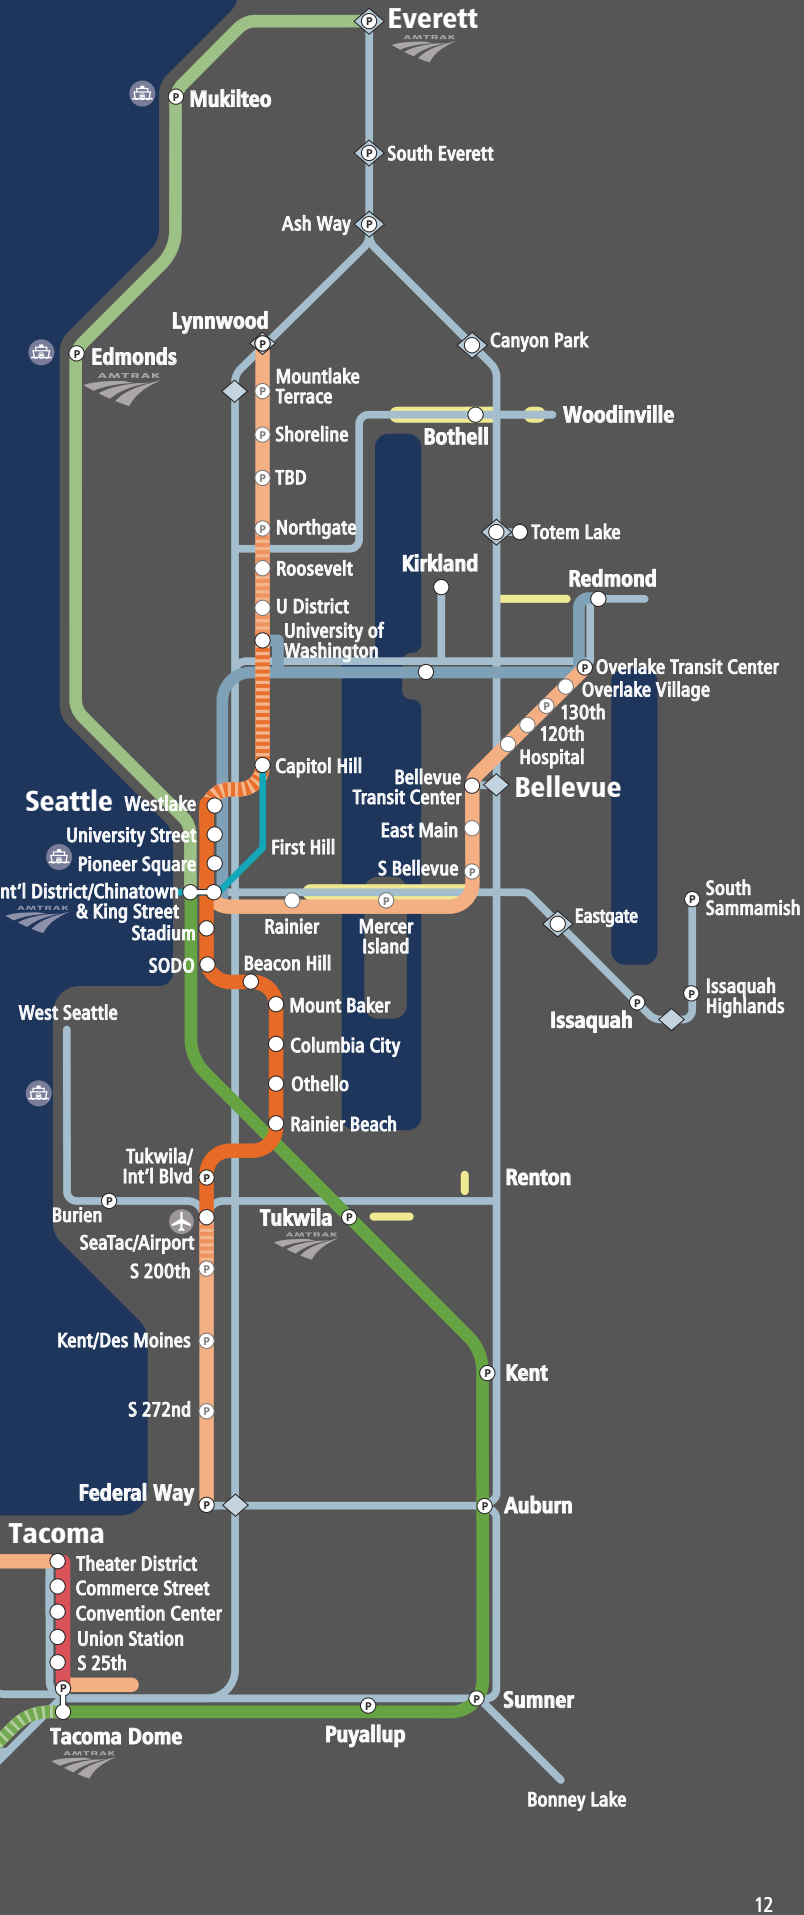 Everett
AMTRAK
P
Mukilteo
P
P
South Everett
Ash Way
P
Lynnwood
P
Canyon Park
P
Edmonds
AMTRAK
Mountlake
P
Terrace
Woodinville
P
Shoreline
Bothell
P
TBD
P
Northgate
Totem Lake
Kirkland
Roosevelt
Redmond
U District
University of
Washington
P
Overlake Transit Center
Overlake Village
P
130th
120th
Hospital
Capitol Hill
Bellevue
Transit Center
Bellevue
Seattle
Westlake
University Street
East Main
First Hill
Pioneer Square
S Bellevue
P
nt'l District/Chinatown
& King Street
AMTRAK
P
South
Sammamish
P
Rainier
Mercer
Island
Eastgate
Stadium
SODO
Beacon Hill
Issaquah
Highlands
P
P
Issaquah
West Seattle
Mount Baker
Columbia City
Othello
Rainier Beach
Tukwila/
Int'l Blvd
P
Renton
P
Burien
Tukwila
P
AMTRAK
SeaTac/Airport
S 200th
P
Kent/Des Moines
P
Kent
P
S 272nd
P
Federal Way
P
P
Auburn
Tacoma
Theater District
Commerce Street
Convention Center
Union Station
S 25th
P
P
Sumner
P
Puyallup
Tacoma Dome
AMTRAK
Bonney Lake
12